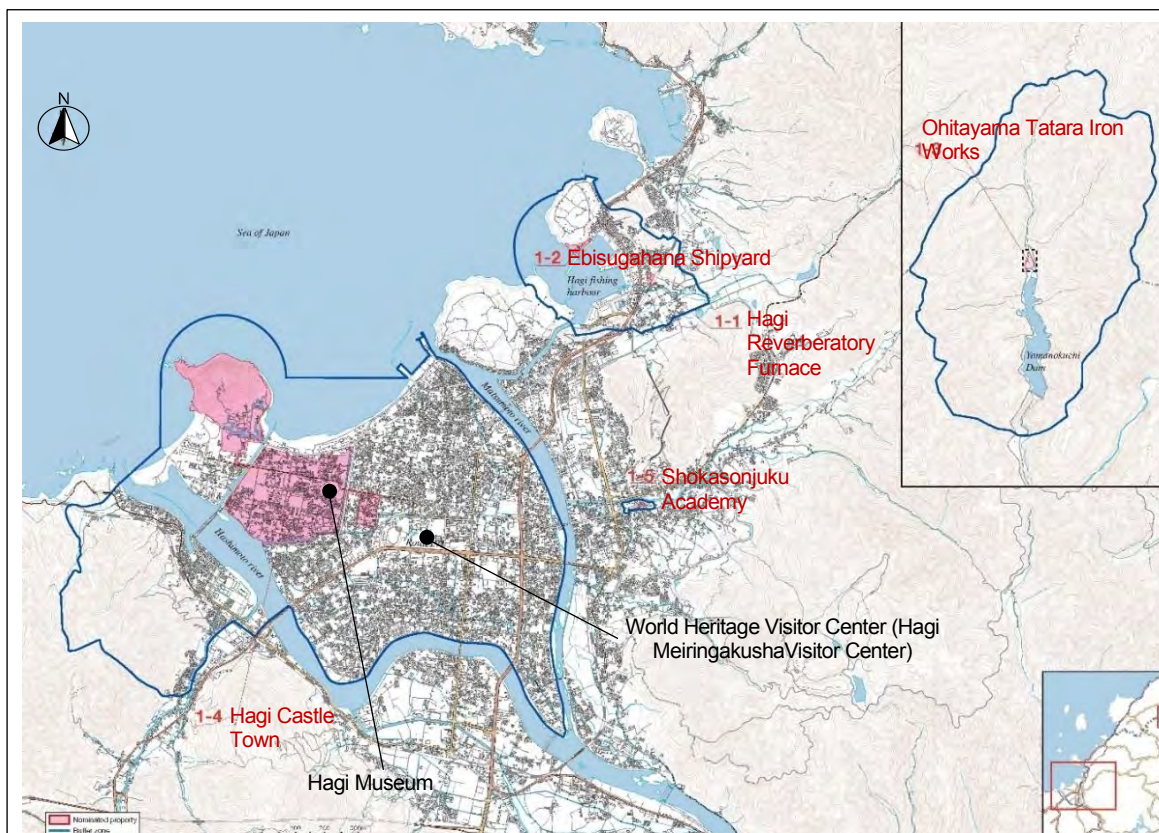 N
Sea of Japan
1-2 Ebisugahana Shipyard
Hagi fishing
harbour
1-1 Hagi
Reverberatory
Furnace
Ohitayama Tatara Iron
Works
Yamanokuchi
Dam
Matsumoto river
1-5 Shokasonjuku
Academy
Hashimoto river
World Heritage Visitor Center (Hagi
MeiringakushaVisitor Center)
1-4 Hagi Castle
Town
Hagi Museum
Nominated property
Buffer zone